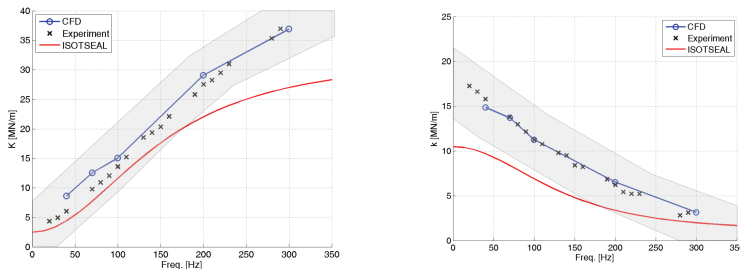 40
35
30
25
20
15
10
5
0
K [MN/m]
CFD
Experiment
ISOTSEAL
0 50 100 150 200 250 300 350
Freq. [Hz]
25
20
15
10
5
0
k [MN/m]
CFD
Experiment
ISOTSEAL
0 50 100 150 200 250 300 350
Freq. [Hz]